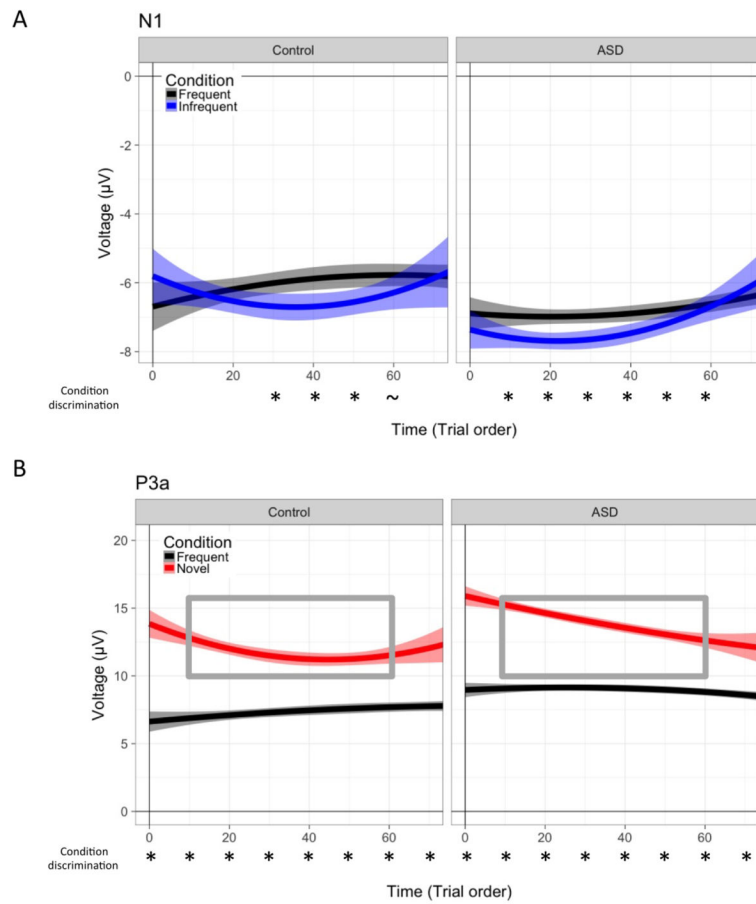 A
N1
Control
ASD
Condition
Frequent
Infrequent
Voltage (µV)
0
-2
-4
-6
-8
0 20 40 60
0 20 40 60
Condition
discrimination
* * * ~
* * * * * *
Time (Trial order)
B
P3a
Control
ASD
Condition
Frequent
Novel
Voltage (µV)
20
15
10
5
0
0 20 40 60
0 20 40 60
Condition
discrimination
* * * * * * * *
* * * * * * * *
Time (Trial order)